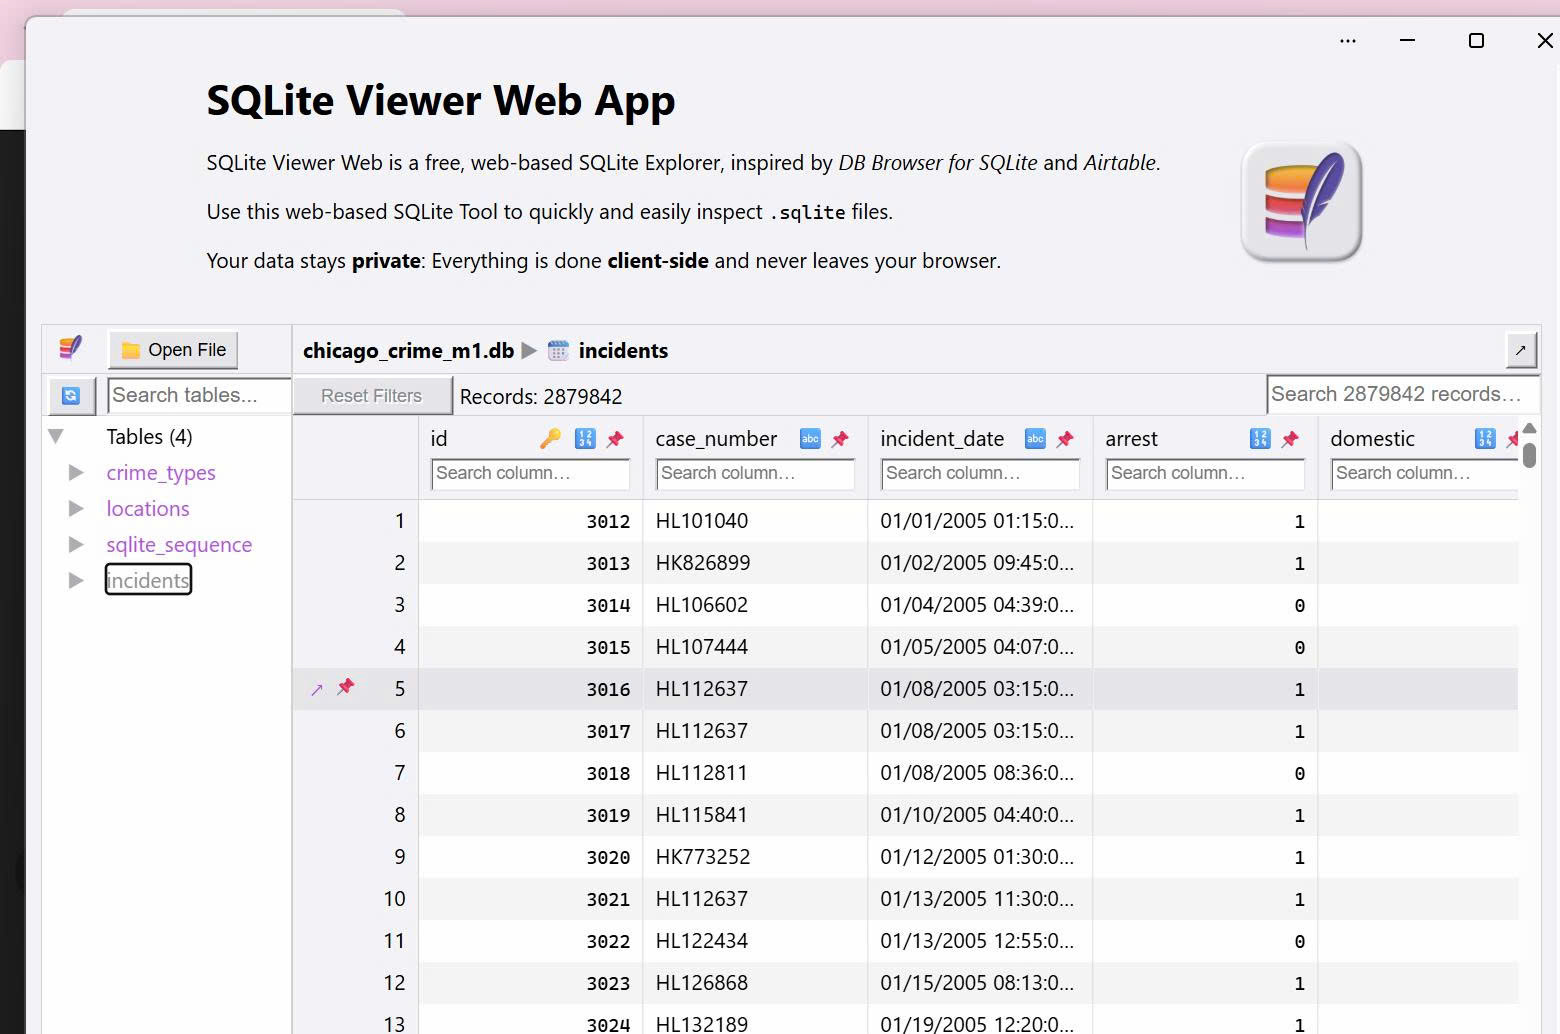 SQLite Viewer Web App
SQLite Viewer Web is a free, web-based SQLite Explorer, inspired by DB Browser for SQLite and Airtable.
Use this web-based SQLite Tool to quickly and easily inspect .sqlite files.
Your data stays private: Everything is done client-side and never leaves your browser.
Open File
chicago_crime_m1.db ▶ incidents
Search tables...
Reset Filters
Records: 2879842
Search 2879842 records...
Tables (4)
crime_types
locations
sqlite_sequence
incidents
id case_number abc incident_date abc arrest domestic
Search column... Search column... Search column... Search column... Search column...
1 3012 HL101040 01/01/2005 01:15:0... 1
2 3013 HK826899 01/02/2005 09:45:0... 1
3 3014 HL106602 01/04/2005 04:39:0... 0
4 3015 HL107444 01/05/2005 04:07:0... 0
5 3016 HL112637 01/08/2005 03:15:0... 1
6 3017 HL112637 01/08/2005 03:15:0... 1
7 3018 HL112811 01/08/2005 08:36:0... 0
8 3019 HL115841 01/10/2005 04:40:0... 1
9 3020 HK773252 01/12/2005 01:30:0... 1
10 3021 HL112637 01/13/2005 11:30:0... 1
11 3022 HL122434 01/13/2005 12:55:0... 0
12 3023 HL126868 01/15/2005 08:13:0... 1
13 3024 HL132189 01/19/2005 12:20:0... 1